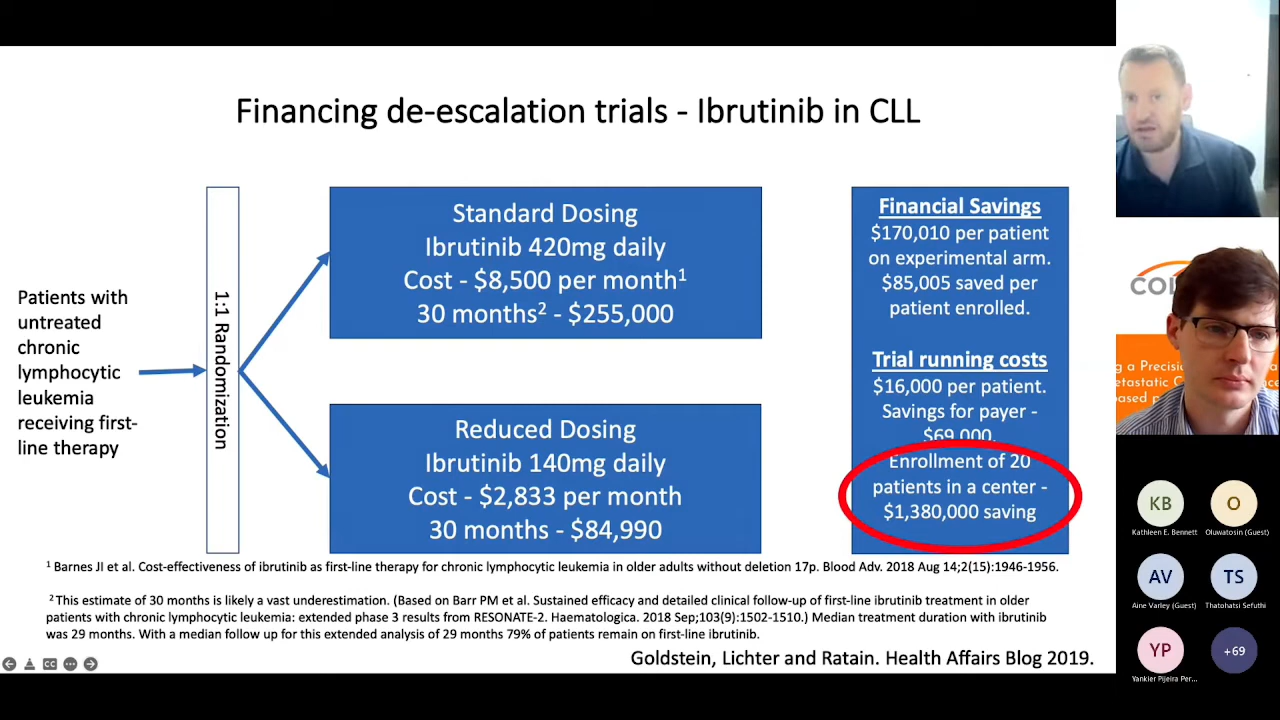 Financing de-escalation trials - Ibrutinib in CLL
Patients with
untreated
chronic
lymphocytic
leukemia
receiving first-
line therapy
1:1 Randomization
Standard Dosing
Ibrutinib 420mg daily
Cost - $8,500 per month¹
30 months² - $255,000
Reduced Dosing
Ibrutinib 140mg daily
Cost - $2,833 per month
30 months - $84,990
Financial Savings
$170,010 per patient
on experimental arm.
$85,005 saved per
patient enrolled.
Trial running costs
$16,000 per patient.
Savings for payer -
$69,000.
Enrollment of 20
patients in a center -
$1,380,000 saving
¹ Barnes JI et al. Cost-effectiveness of ibrutinib as first-line therapy for chronic lymphocytic leukemia in older adults without deletion 17p. Blood Adv. 2018 Aug 14;2(15):1946-1956.
² This estimate of 30 months is likely a vast underestimation. (Based on Barr PM et al. Sustained efficacy and detailed clinical follow-up of first-line ibrutinib treatment in older
patients with chronic lymphocytic leukemia: extended phase 3 results from RESONATE-2. Haematologica. 2018 Sep;103(9):1502-1510.) Median treatment duration with ibrutinib
was 29 months. With a median follow up for this extended analysis of 29 months 79% of patients remain on first-line ibrutinib.
Goldstein, Lichter and Ratain. Health Affairs Blog 2019.
CC
g a Precisi
etastatic C
based p
KB
Kathleen E. Bennett
O
Oluwatosin (Guest)
AV
Aine Varley (Guest)
TS
Thatohatsi Sefuthi
YP
Yankier Pijeira Per...
+69